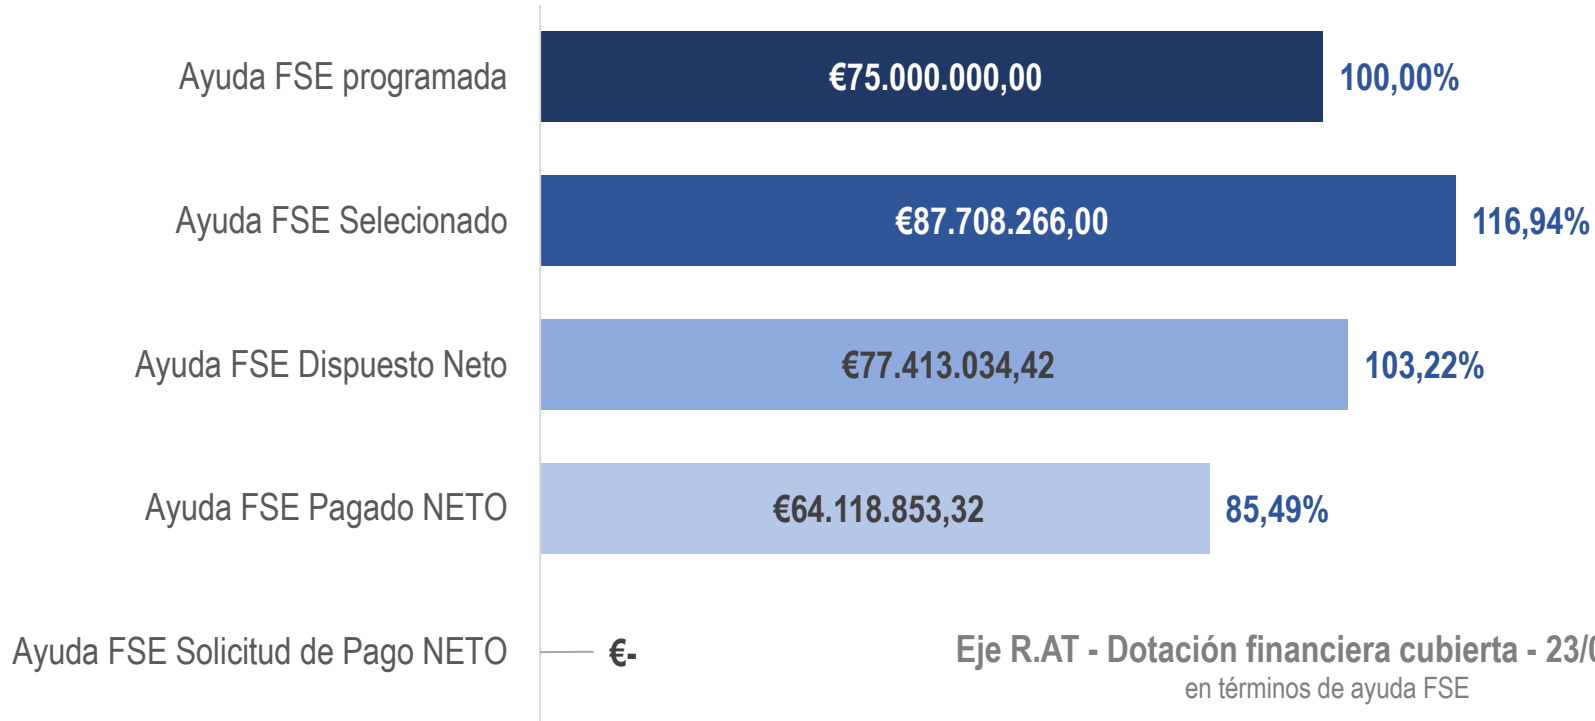 Ayuda FSE programada €75.000.000,00 100,00%
Ayuda FSE Selecionado €87.708.266,00 116,94%
Ayuda FSE Dispuesto Neto €77.413.034,42 103,22%
Ayuda FSE Pagado NETO €64.118.853,32 85,49%
Ayuda FSE Solicitud de Pago NETO €-
Eje R.AT - Dotación financiera cubierta -
en términos de ayuda FSE